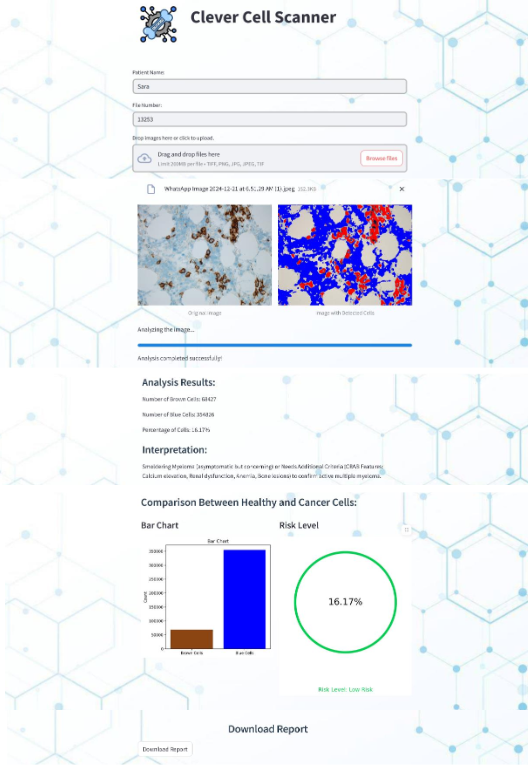 Clever Cell Scanner
Patient Name:
Sara
File Number:
13253
Drop images here or click to upload.
Drag and drop files here
Limit 200MB per file • TIFF, PNG, JPG, JPEG, TIF
Browse files
WhatsApp Image 2024-12-21 at 6.51.39 AM (1).jpeg
Original Image
Image with Detected Cells
Analyzing the image...
Analysis completed successfully!
Analysis Results:
Number of Brown Cells: 68427
Number of Blue Cells:
Percentage of Cells: 16.17%
Interpretation:
Smoldering Myeloma (asymptomatic but concerning) or Needs Additional Criteria (CRAB Features:
Calcium elevation, Renal dysfunction, Anemia, Bone lesions) to confirm active multiple myeloma.
Comparison Between Healthy and Cancer Cells:
Bar Chart
Risk Level
Bar Chart
350000
300000
250000
200000
150000
100000
50000
0
Count
Brown Cells
Blue Cells
16.17%
Risk Level: Low Risk
Download Report
Download Report